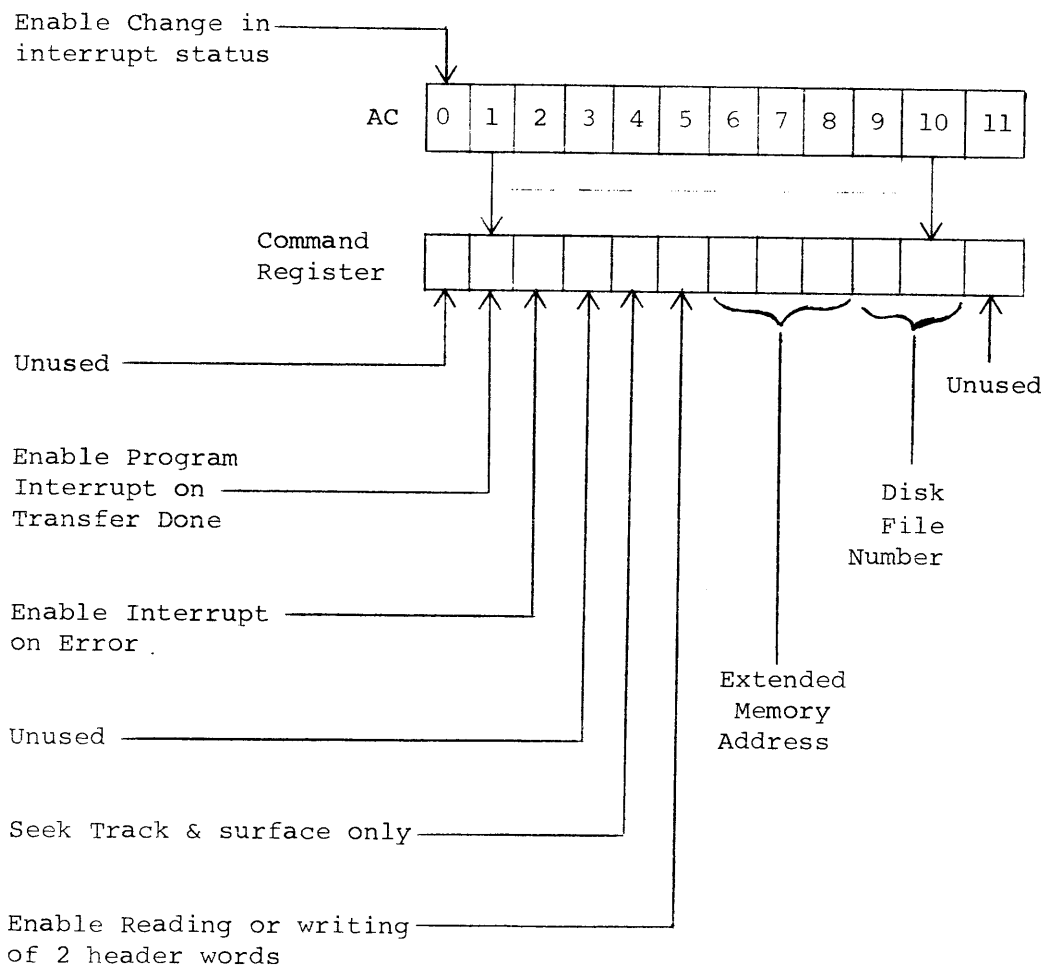 Enable Change in
interrupt status
AC 0 1 2 3 4 5 6 7 8 9 10 11
Command
Register
Unused
Unused
Enable Program
Interrupt on
Transfer Done
Disk
File
Number
Enable Interrupt
on Error
Extended
Memory
Address
Unused
Seek Track & surface only
Enable Reading or writing
of 2 header words